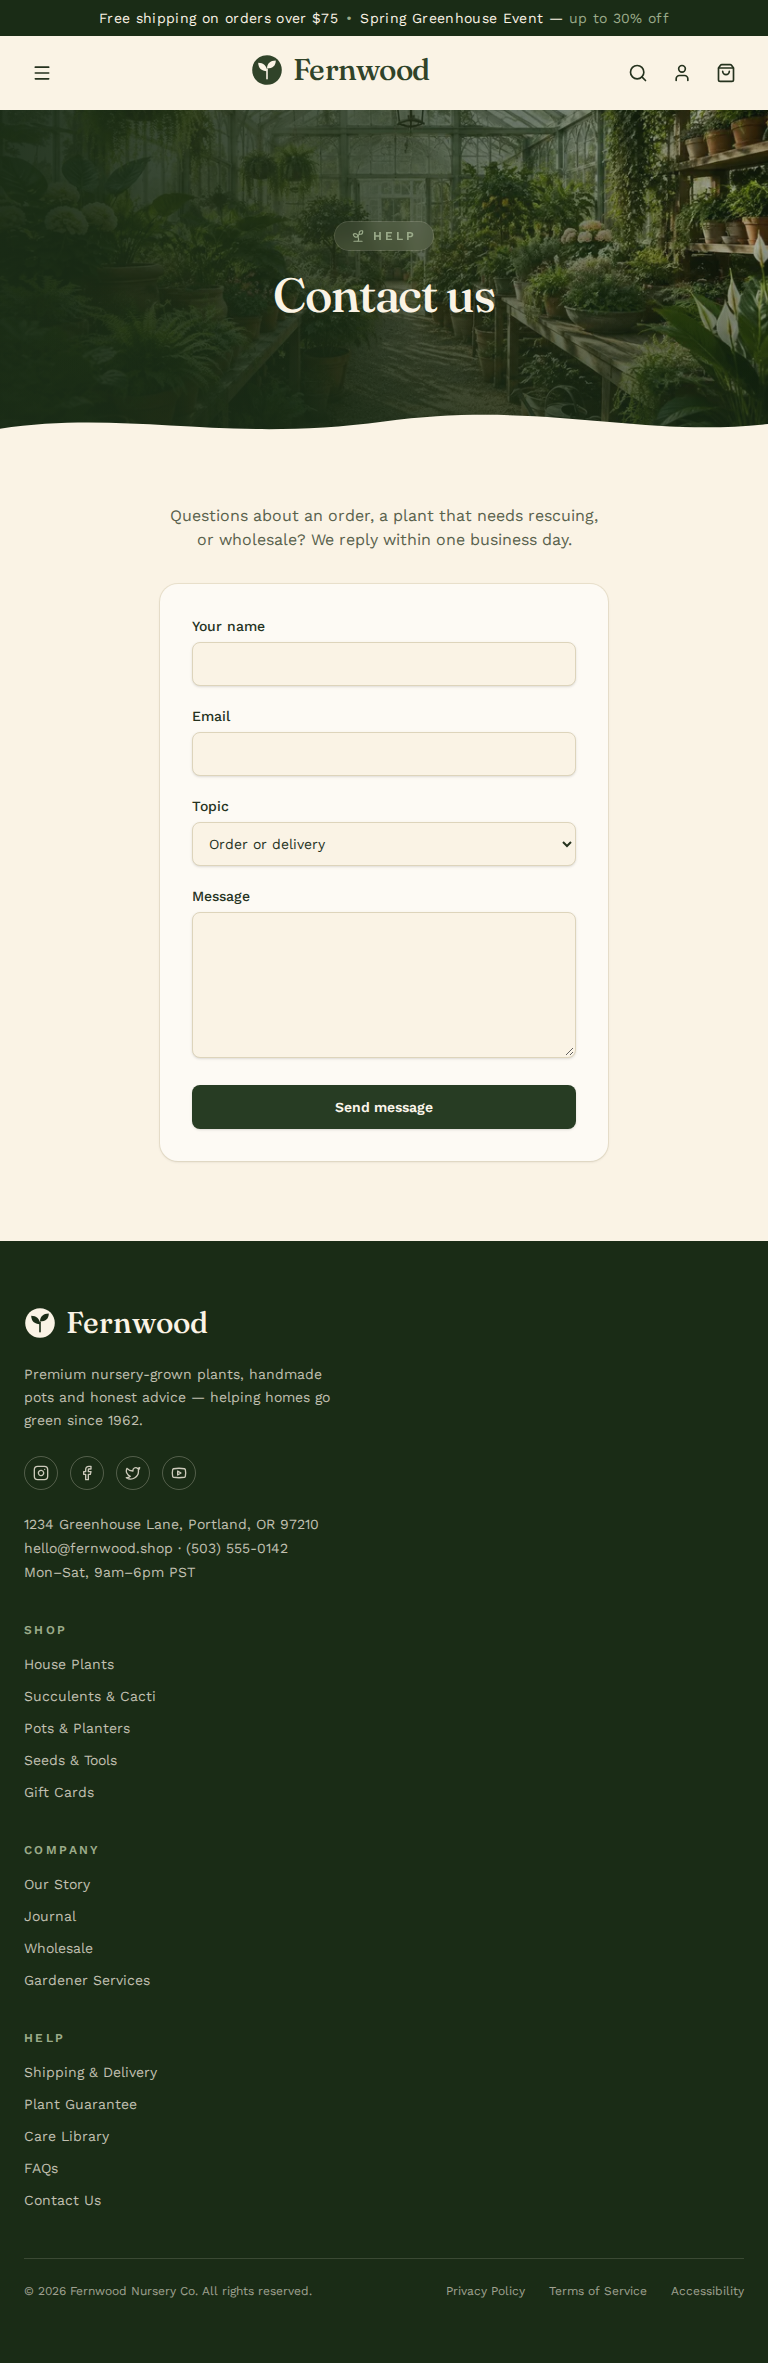 Free shipping on orders over $75 • Spring Greenhouse Event — up to 30% off
Fernwood
HELP
Contact us
Questions about an order, a plant that needs rescuing,
or wholesale? We reply within one business day.
Your name
Email
Topic
Order or delivery
Message
Send message
Fernwood
Premium nursery-grown plants, handmade
pots and honest advice — helping homes go
green since 1962.
1234 Greenhouse Lane, Portland, OR 97210
hello@fernwood.shop · (503) 555-0142
Mon–Sat, 9am–6pm PST
SHOP
House Plants
Succulents & Cacti
Pots & Planters
Seeds & Tools
Gift Cards
COMPANY
Our Story
Journal
Wholesale
Gardener Services
HELP
Shipping & Delivery
Plant Guarantee
Care Library
FAQs
Contact Us
© 2026 Fernwood Nursery Co. All rights reserved. Privacy Policy Terms of Service Accessibility